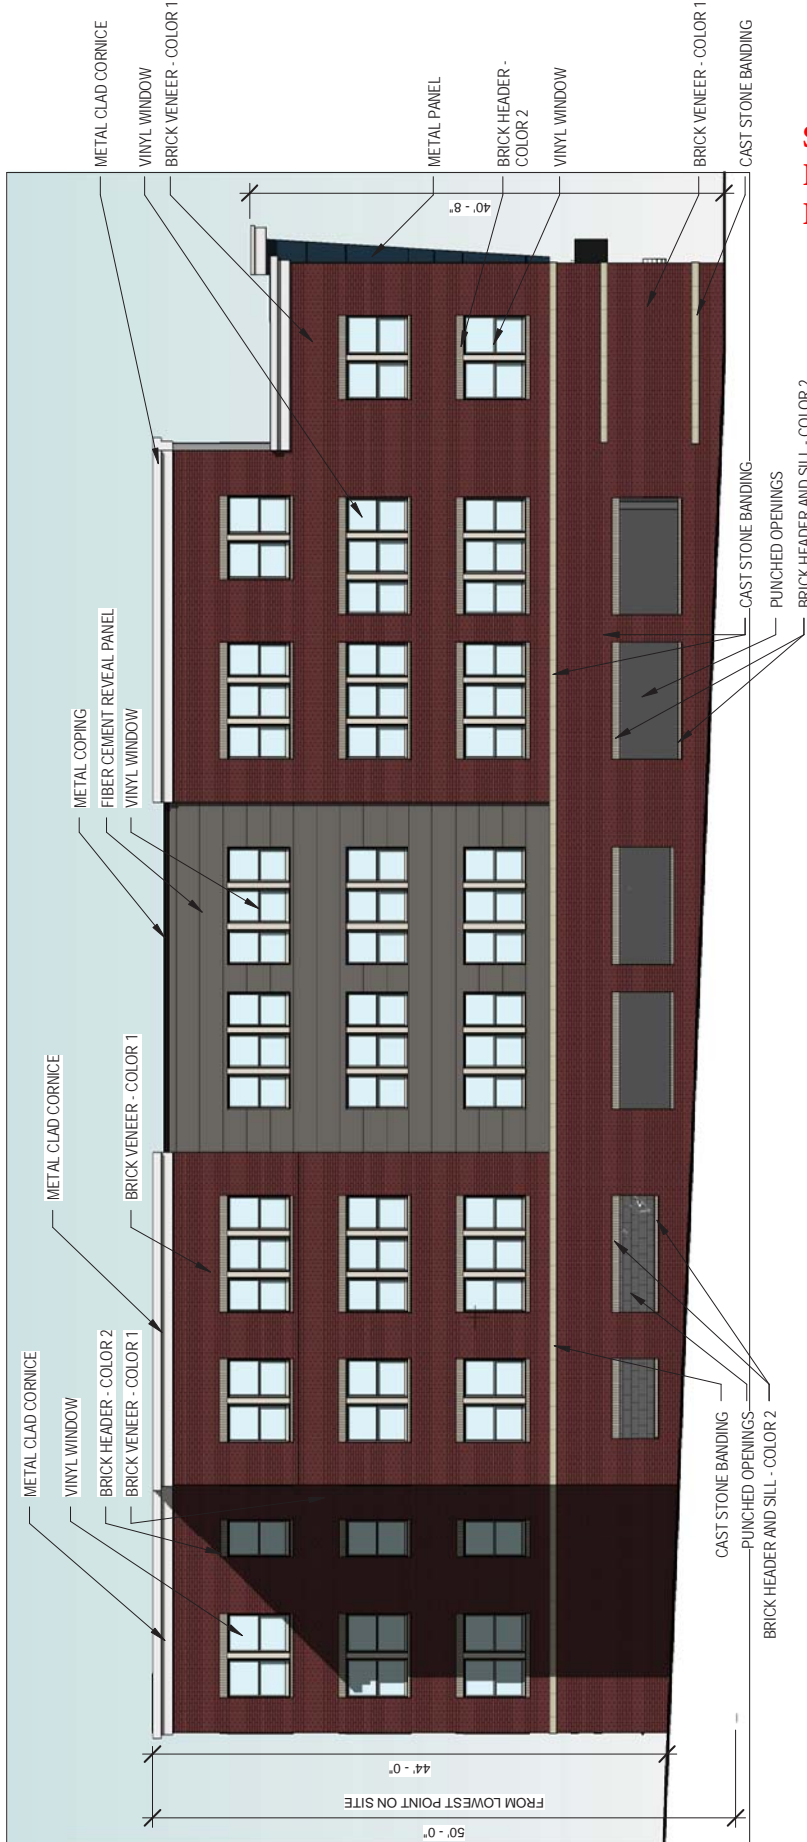 METAL CLAD CORNICE
VINYL WINDOW
BRICK HEADER - COLOR 2
BRICK VENEER - COLOR 1
METAL CLAD CORNICE
BRICK VENEER - COLOR 1
METAL COPING
FIBER CEMENT REVEAL PANEL
VINYL WINDOW
METAL CLAD CORNICE
VINYL WINDOW
BRICK VENEER - COLOR 1
METAL PANEL
BRICK HEADER -
COLOR 2
VINYL WINDOW
BRICK VENEER - COLOR 1
CAST STONE BANDING
40' - 8"
50' - 0"
FROM LOWEST POINT ON SITE
44' - 0"
CAST STONE BANDING
PUNCHED OPENINGS
BRICK HEADER AND SILL - COLOR 2
CAST STONE BANDING
PUNCHED OPENINGS
BRICK HEADER AND SILL - COLOR 2